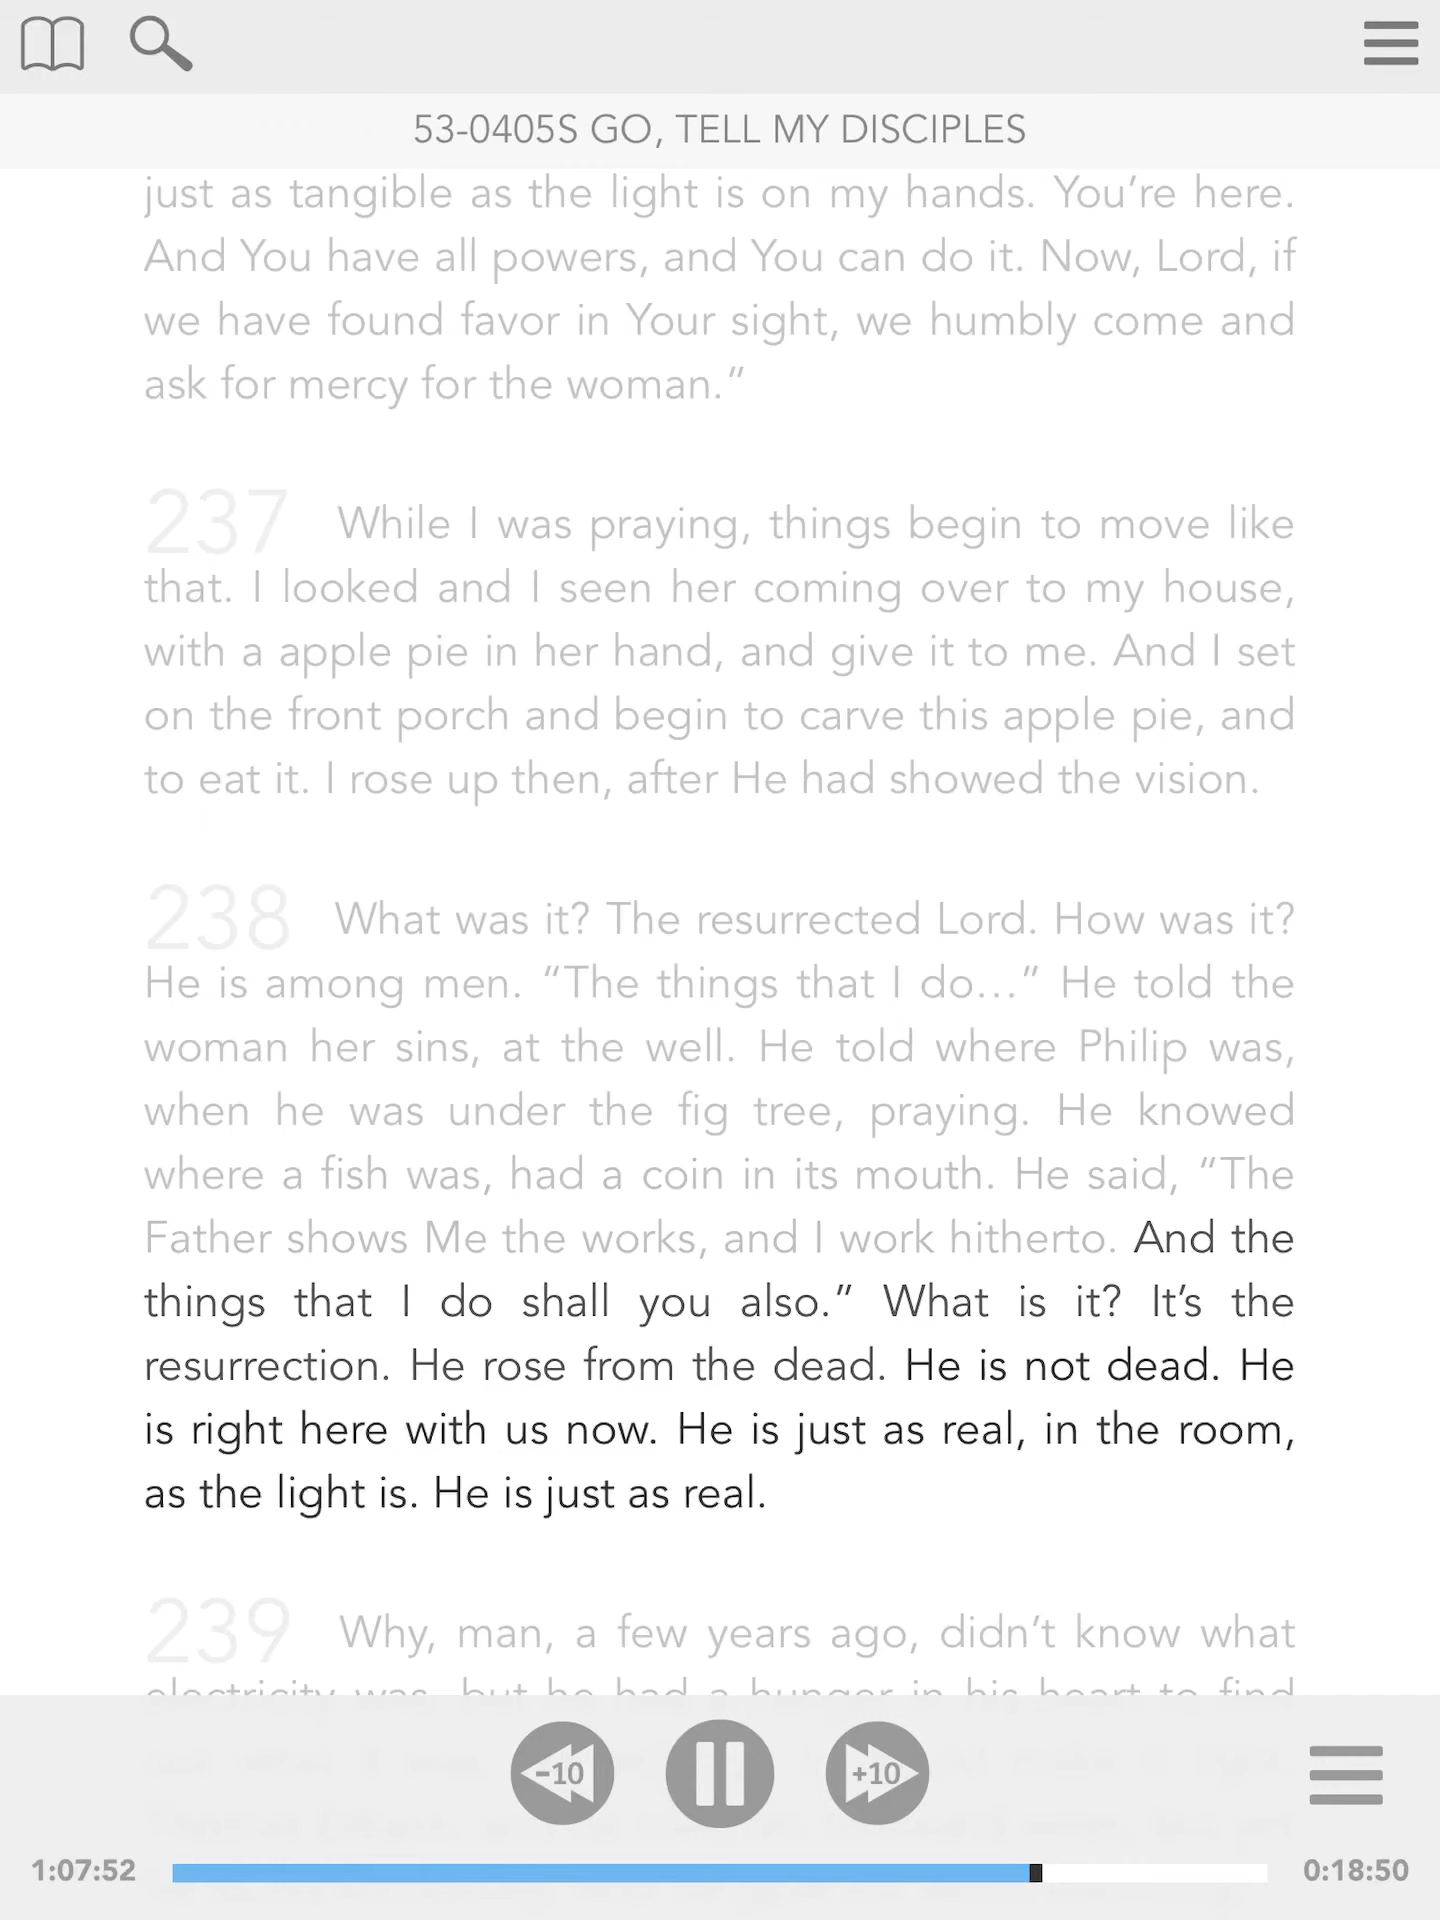 53-0405S GO, TELL MY DISCIPLES
just as tangible as the light is on my hands. You’re here.
And You have all powers, and You can do it. Now, Lord, if
we have found favor in Your sight, we humbly come and
ask for mercy for the woman.”
237 While I was praying, things begin to move like
that. I looked and I seen her coming over to my house,
with a apple pie in her hand, and give it to me. And I set
on the front porch and begin to carve this apple pie, and
to eat it. I rose up then, after He had showed the vision.
238 What was it? The resurrected Lord. How was it?
He is among men. “The things that I do…” He told the
woman her sins, at the well. He told where Philip was,
when he was under the fig tree, praying. He knowed
where a fish was, had a coin in its mouth. He said, “The
Father shows Me the works, and I work hitherto. And the
things that I do shall you also.” What is it? It’s the
resurrection. He rose from the dead. He is not dead. He
is right here with us now. He is just as real, in the room,
as the light is. He is just as real.
239 Why, man, a few years ago, didn’t know what
electricity was, but he had a hunger in his heart to find
-10 +10
1:07:52 0:18:50